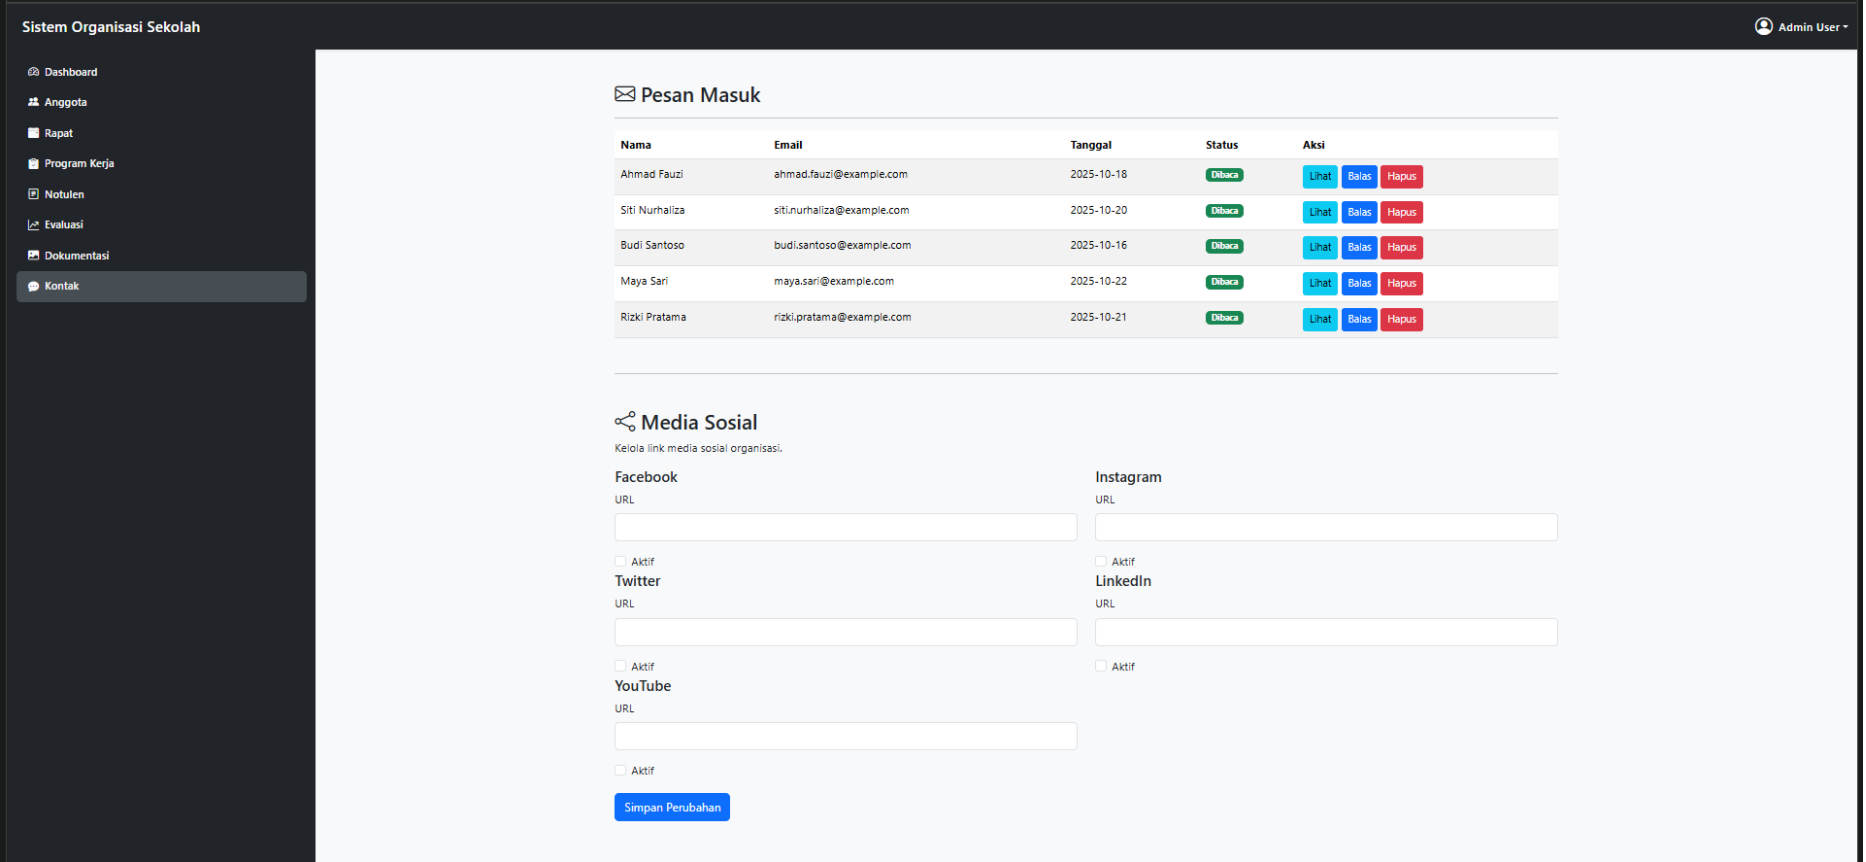 Sistem Organisasi Sekolah
Admin User
Dashboard
Anggota
Rapat
Program Kerja
Notulen
Evaluasi
Dokumentasi
Kontak
Pesan Masuk
Nama Email Tanggal Status Aksi
Ahmad Fauzi ahmad.fauzi@example.com 2025-10-18 Dibaca Lihat Balas Hapus
Siti Nurhaliza siti.nurhaliza@example.com 2025-10-20 Dibaca Lihat Balas Hapus
Budi Santoso budi.santoso@example.com 2025-10-16 Dibaca Lihat Balas Hapus
Maya Sari maya.sari@example.com 2025-10-22 Dibaca Lihat Balas Hapus
Rizki Pratama rizki.pratama@example.com 2025-10-21 Dibaca Lihat Balas Hapus
Media Sosial
Kelola link media sosial organisasi.
Facebook Instagram
URL URL
Aktif Aktif
Twitter LinkedIn
URL URL
Aktif Aktif
YouTube
URL
Aktif
Simpan Perubahan